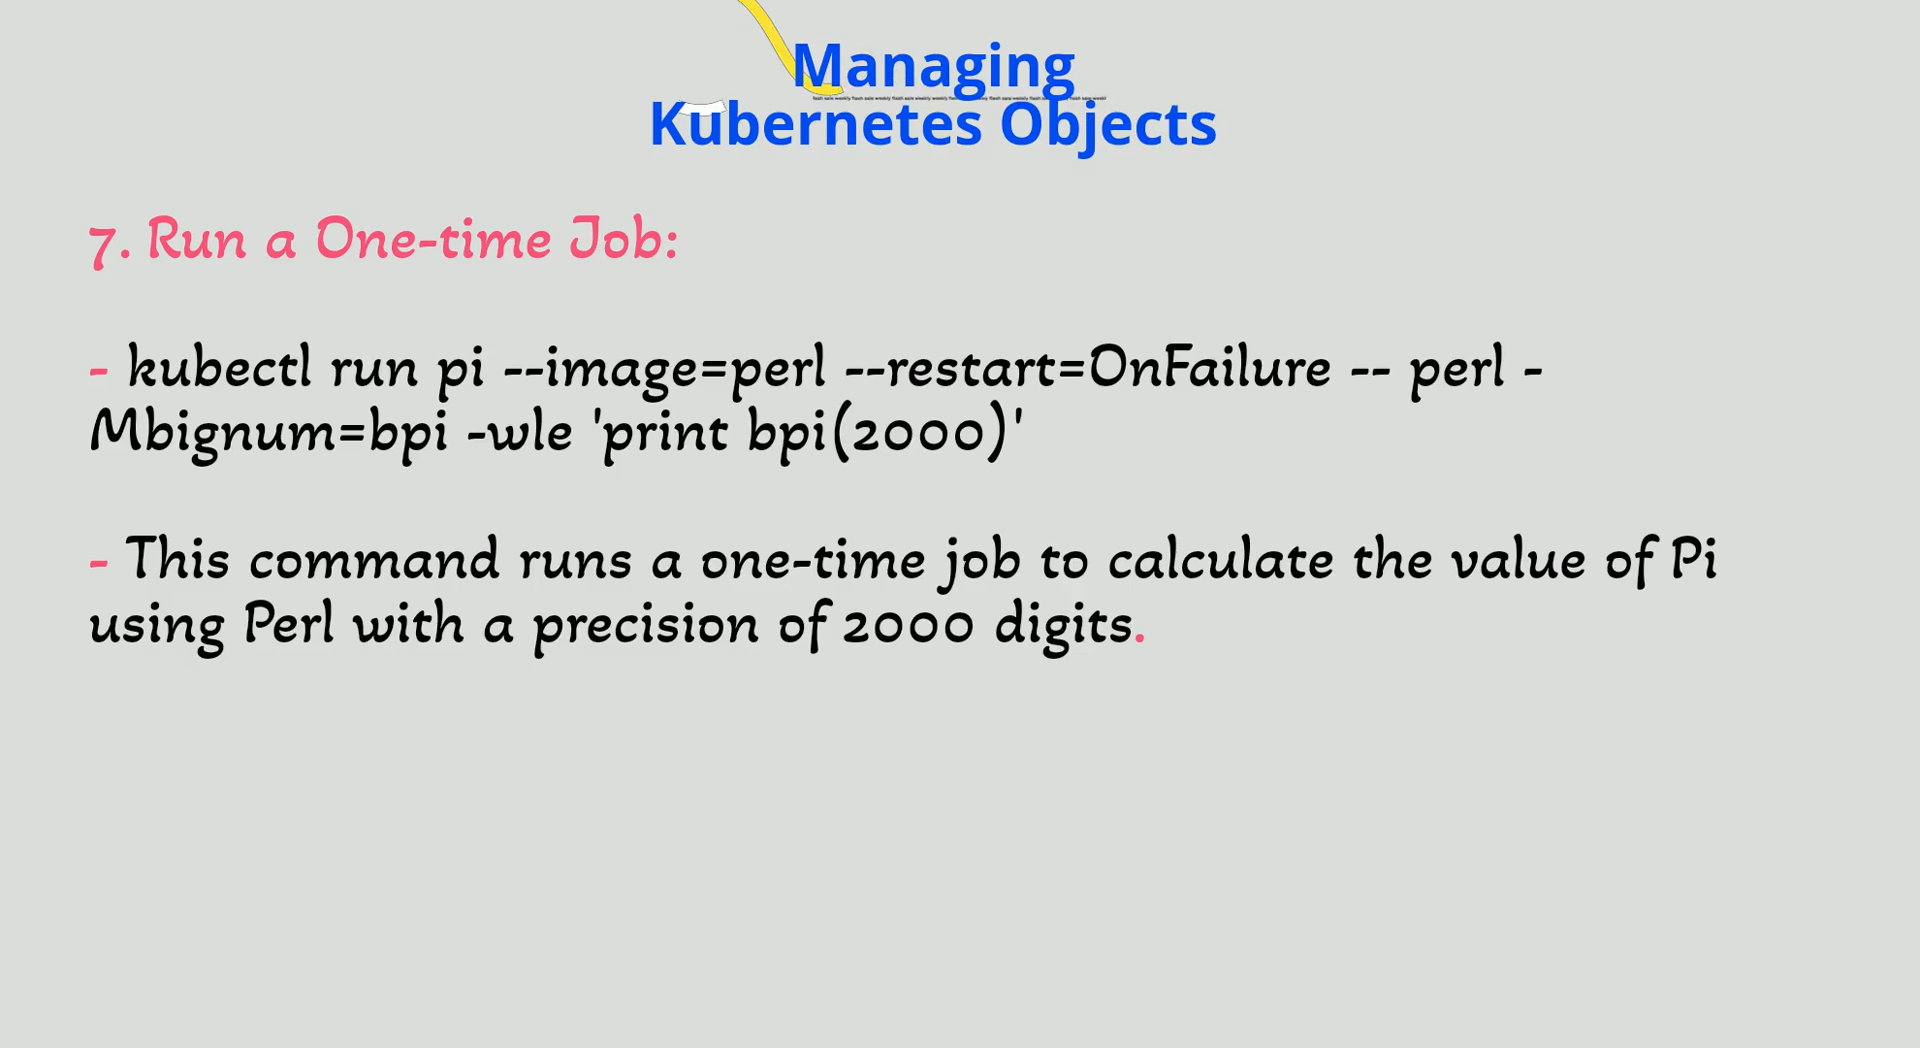 Managing
Kubernetes Objects
7. Run a One-time Job:
- kubectl run pi --image=perl --restart=OnFailure -- perl -
Mbignum=bpi -wle 'print bpi(2000)'
- This command runs a one-time job to calculate the value of Pi
using Perl with a precision of 2000 digits.